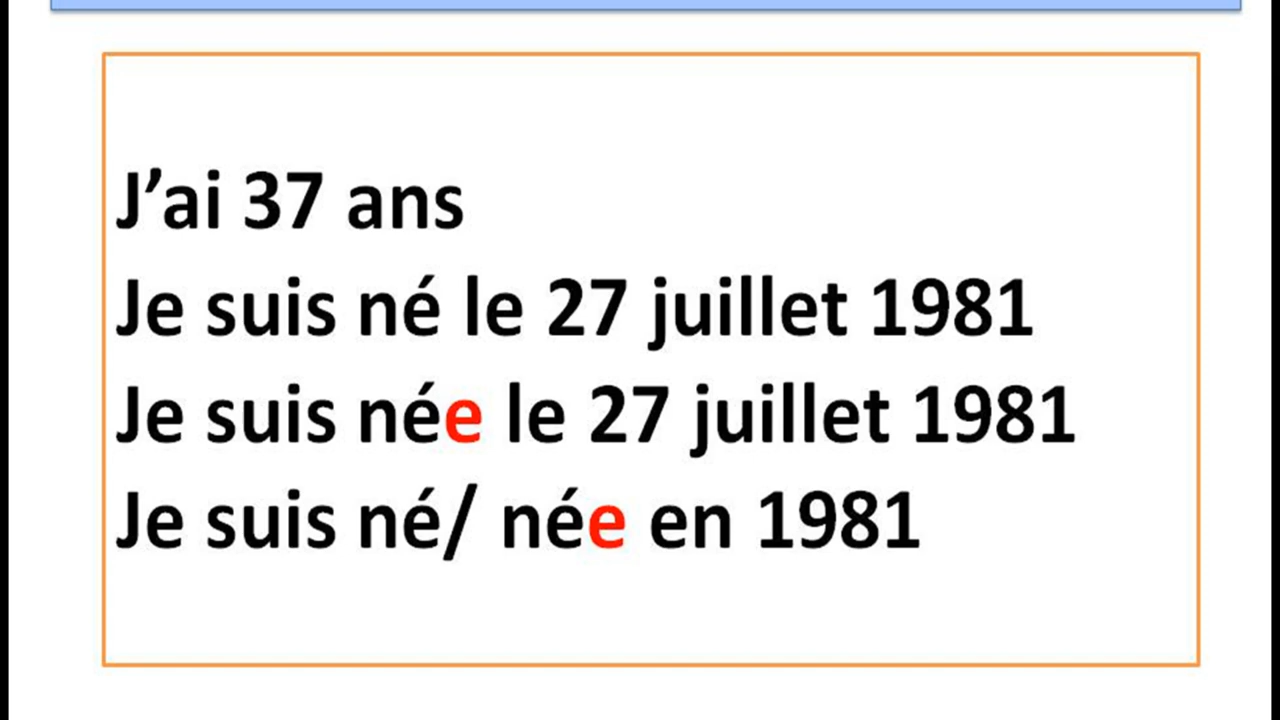 J’ai 37 ans
Je suis né le 27 juillet 1981
Je suis née le 27 juillet 1981
Je suis né/ née en 1981